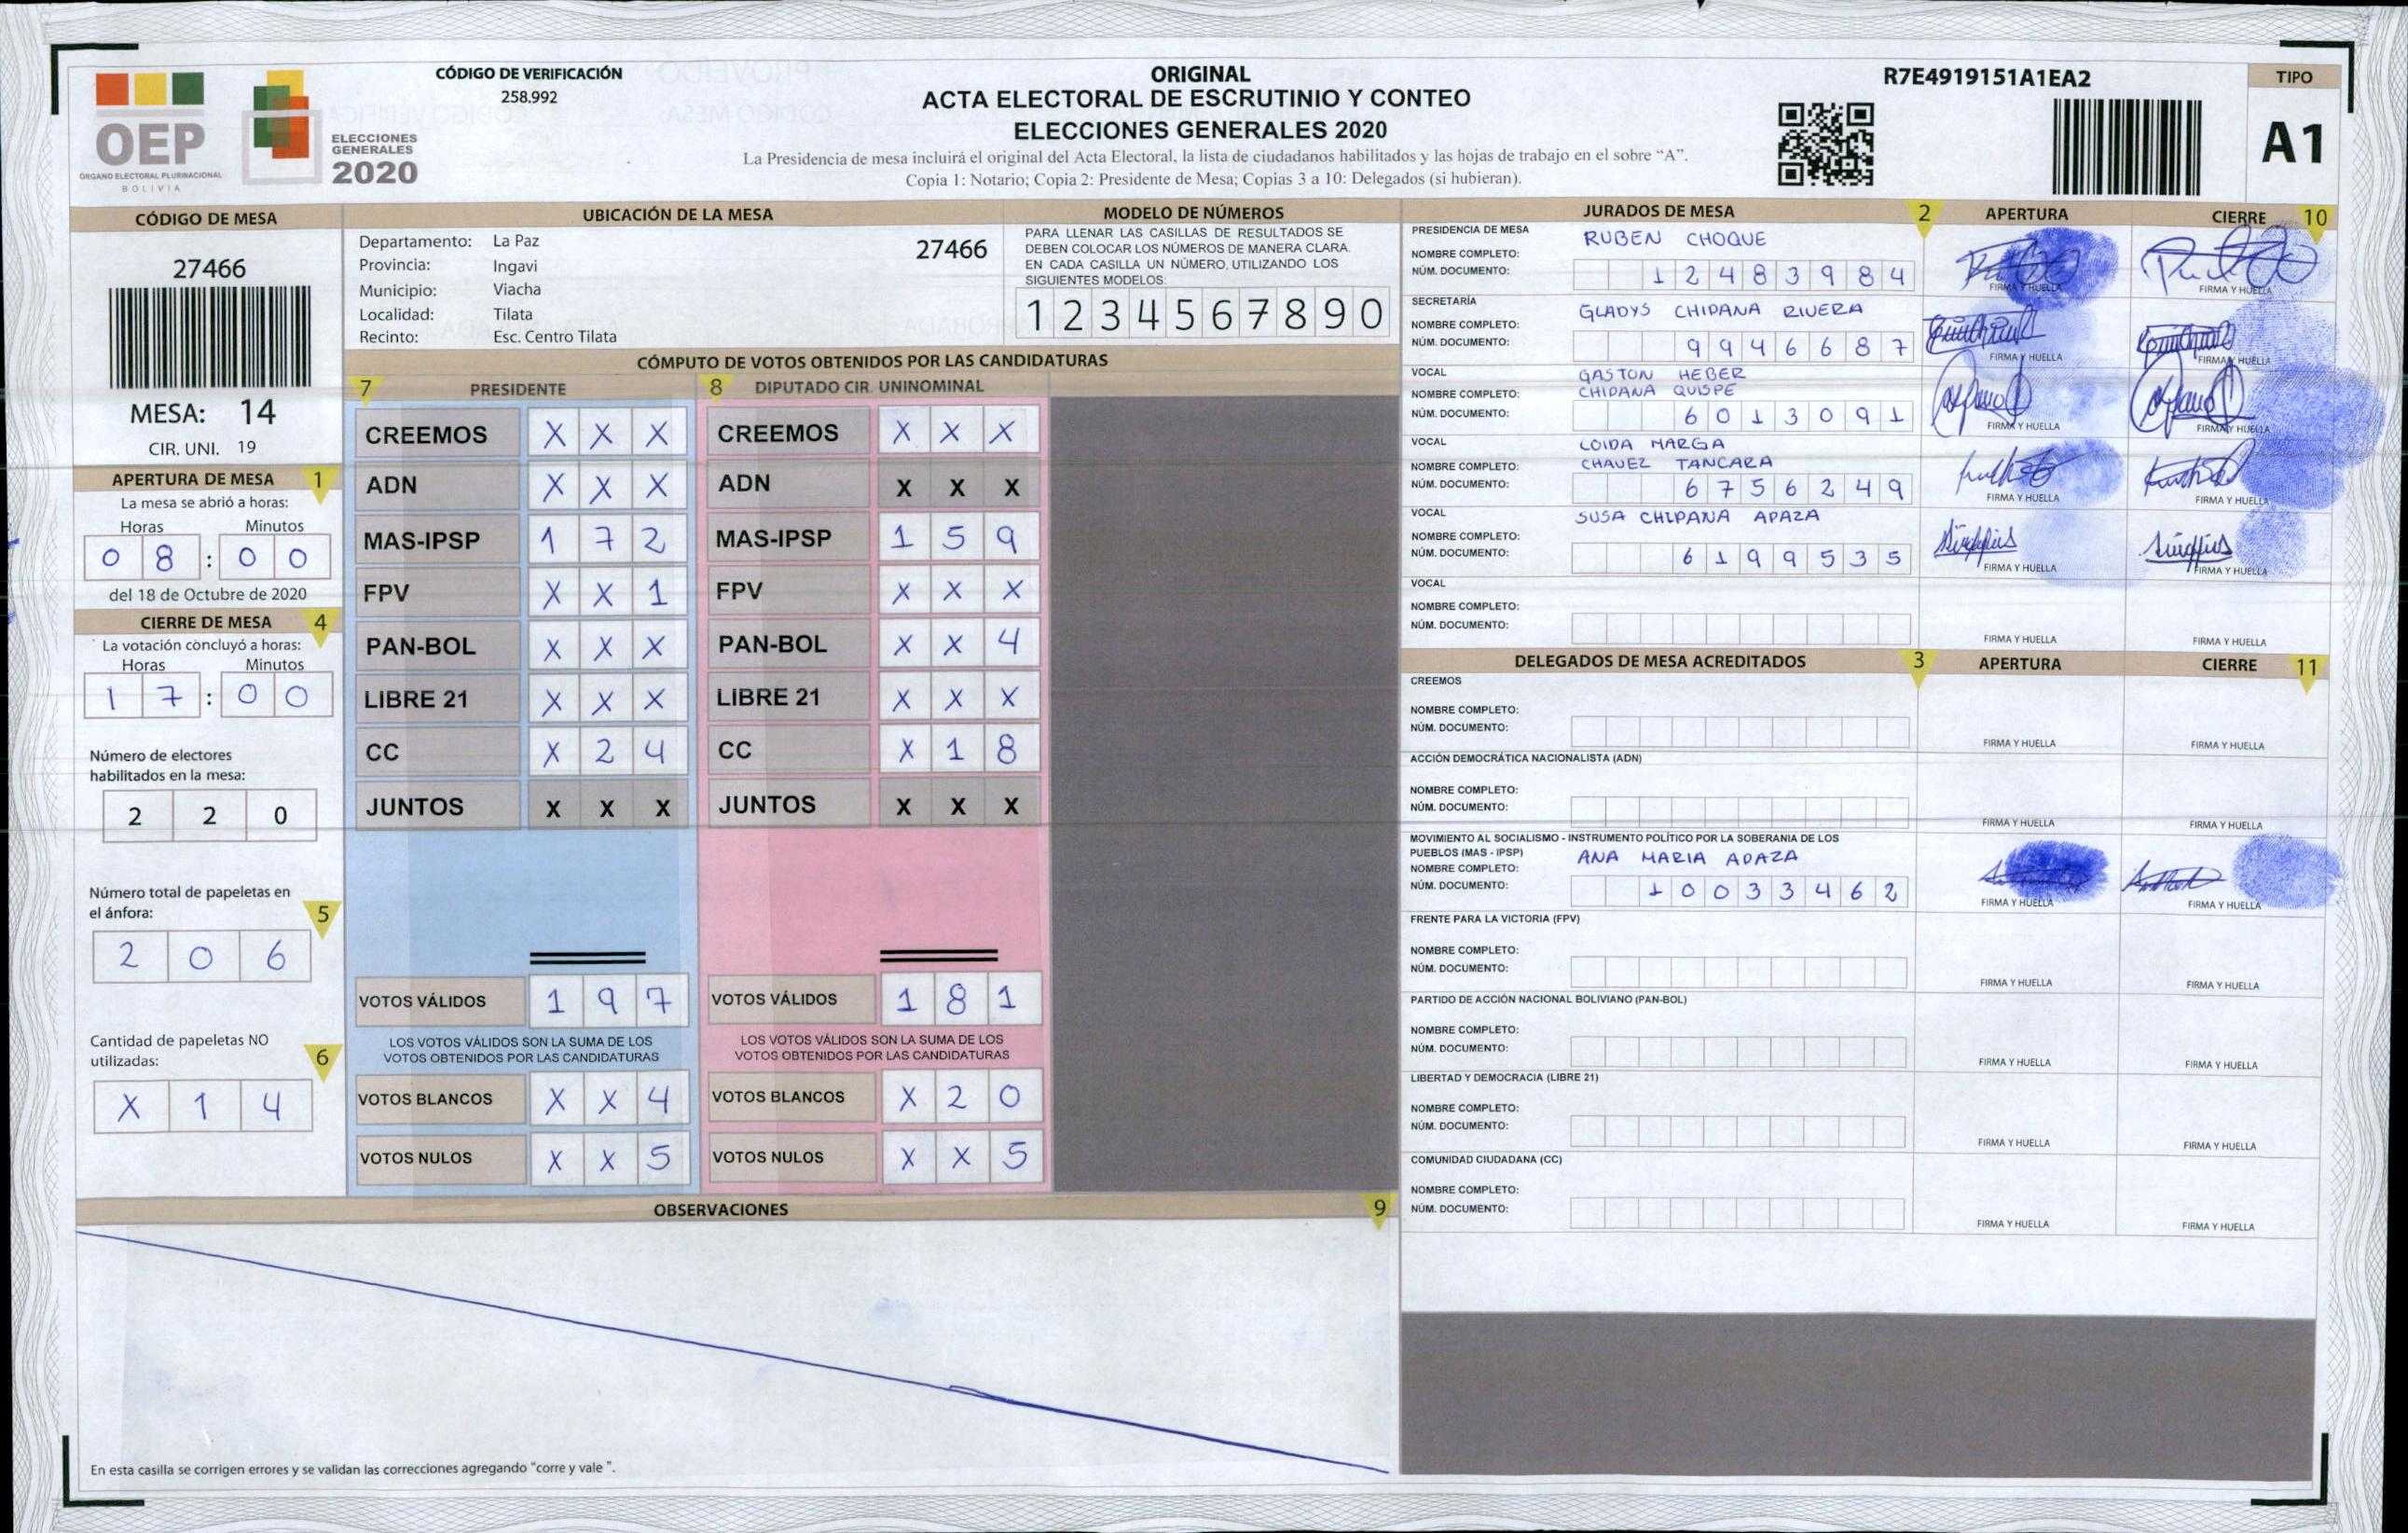 CÓDIGO DE VERIFICACIÓN
258.992
ORIGINAL
ACTA ELECTORAL DE ESCRUTINIO Y CONTEO
ELECCIONES GENERALES 2020
La Presidencia de mesa incluirá el original del Acta Electoral, la lista de ciudadanos habilitados y las hojas de trabajo en el sobre “A”.
Copia 1: Notario; Copia 2: Presidente de Mesa; Copias 3 a 10: Delegados (si hubieran).
R7E4919151A1EA2
TIPO
A1
OEP
ÓRGANO ELECTORAL PLURINACIONAL
BOLIVIA
ELECCIONES
GENERALES
2020
CÓDIGO DE MESA
27466
MESA: 14
CIR. UNI. 19
APERTURA DE MESA 1
La mesa se abrió a horas:
Horas Minutos
0 8 : 0 0
del 18 de Octubre de 2020
CIERRE DE MESA 4
La votación concluyó a horas:
Horas Minutos
1 7 : 0 0
Número de electores
habilitados en la mesa:
2 2 0
Número total de papeletas en
el ánfora: 5
2 0 6
Cantidad de papeletas NO
utilizadas: 6
X 1 4
UBICACIÓN DE LA MESA
Departamento: La Paz 27466
Provincia: Ingavi
Municipio: Viacha
Localidad: Tilata
Recinto: Esc. Centro Tilata
MODELO DE NÚMEROS
PARA LLENAR LAS CASILLAS DE RESULTADOS SE
DEBEN COLOCAR LOS NÚMEROS DE MANERA CLARA.
EN CADA CASILLA UN NÚMERO, UTILIZANDO LOS
SIGUIENTES MODELOS:
1 2 3 4 5 6 7 8 9 0
CÓMPUTO DE VOTOS OBTENIDOS POR LAS CANDIDATURAS
7 PRESIDENTE 8 DIPUTADO CIR. UNINOMINAL
CREEMOS X X X CREEMOS X X X
ADN X X X ADN X X X
MAS-IPSP 1 7 2 MAS-IPSP 1 5 9
FPV X X 1 FPV X X X
PAN-BOL X X X PAN-BOL X X 4
LIBRE 21 X X X LIBRE 21 X X X
CC X 2 4 CC X 1 8
JUNTOS X X X JUNTOS X X X
VOTOS VÁLIDOS 1 9 7 VOTOS VÁLIDOS 1 8 1
LOS VOTOS VÁLIDOS SON LA SUMA DE LOS LOS VOTOS VÁLIDOS SON LA SUMA DE LOS
VOTOS OBTENIDOS POR LAS CANDIDATURAS VOTOS OBTENIDOS POR LAS CANDIDATURAS
VOTOS BLANCOS X X 4 VOTOS BLANCOS X 2 0
VOTOS NULOS X X 5 VOTOS NULOS X X 5
OBSERVACIONES 9
En esta casilla se corrigen errores y se validan las correcciones agregando “corre y vale ”.
JURADOS DE MESA 2 APERTURA CIERRE 10
PRESIDENCIA DE MESA RUBEN CHOQUE
NOMBRE COMPLETO:
NÚM. DOCUMENTO: 1 2 4 8 3 9 8 4 FIRMA Y HUELLA FIRMA Y HUELLA
SECRETARÍA GLADYS CHIPANA RIVERA
NOMBRE COMPLETO:
NÚM. DOCUMENTO: 9 9 4 6 6 8 7 FIRMA Y HUELLA FIRMA Y HUELLA
VOCAL GASTON HEBER
NOMBRE COMPLETO: CHIPANA QUISPE
NÚM. DOCUMENTO: 6 0 1 3 0 9 1 FIRMA Y HUELLA FIRMA Y HUELLA
VOCAL LOIDA MARGA
NOMBRE COMPLETO: CHAVEZ TANCARA
NÚM. DOCUMENTO: 6 7 5 6 2 4 9 FIRMA Y HUELLA FIRMA Y HUELLA
VOCAL SUSA CHIPANA APAZA
NOMBRE COMPLETO:
NÚM. DOCUMENTO: 6 1 9 9 5 3 5 FIRMA Y HUELLA FIRMA Y HUELLA
VOCAL
NOMBRE COMPLETO:
NÚM. DOCUMENTO: FIRMA Y HUELLA FIRMA Y HUELLA
DELEGADOS DE MESA ACREDITADOS 3 APERTURA CIERRE 11
CREEMOS
NOMBRE COMPLETO:
NÚM. DOCUMENTO: FIRMA Y HUELLA FIRMA Y HUELLA
ACCIÓN DEMOCRÁTICA NACIONALISTA (ADN)
NOMBRE COMPLETO:
NÚM. DOCUMENTO: FIRMA Y HUELLA FIRMA Y HUELLA
MOVIMIENTO AL SOCIALISMO - INSTRUMENTO POLÍTICO POR LA SOBERANIA DE LOS
PUEBLOS (MAS - IPSP) ANA MARIA APAZA
NOMBRE COMPLETO:
NÚM. DOCUMENTO: 1 0 0 3 3 4 6 2 FIRMA Y HUELLA FIRMA Y HUELLA
FRENTE PARA LA VICTORIA (FPV)
NOMBRE COMPLETO:
NÚM. DOCUMENTO: FIRMA Y HUELLA FIRMA Y HUELLA
PARTIDO DE ACCIÓN NACIONAL BOLIVIANO (PAN-BOL)
NOMBRE COMPLETO:
NÚM. DOCUMENTO: FIRMA Y HUELLA FIRMA Y HUELLA
LIBERTAD Y DEMOCRACIA (LIBRE 21)
NOMBRE COMPLETO:
NÚM. DOCUMENTO: FIRMA Y HUELLA FIRMA Y HUELLA
COMUNIDAD CIUDADANA (CC)
NOMBRE COMPLETO:
NÚM. DOCUMENTO: FIRMA Y HUELLA FIRMA Y HUELLA